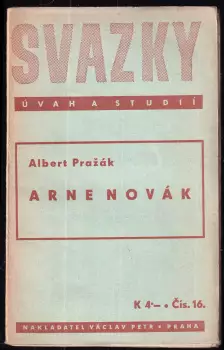 SVAZKY
ÚVAH A STUDIÍ
Albert Pražák
ARNE NOVÁK
K 4·— • Čís. 16.
NAKLADATEL VÁCLAV PETR • PRAHA